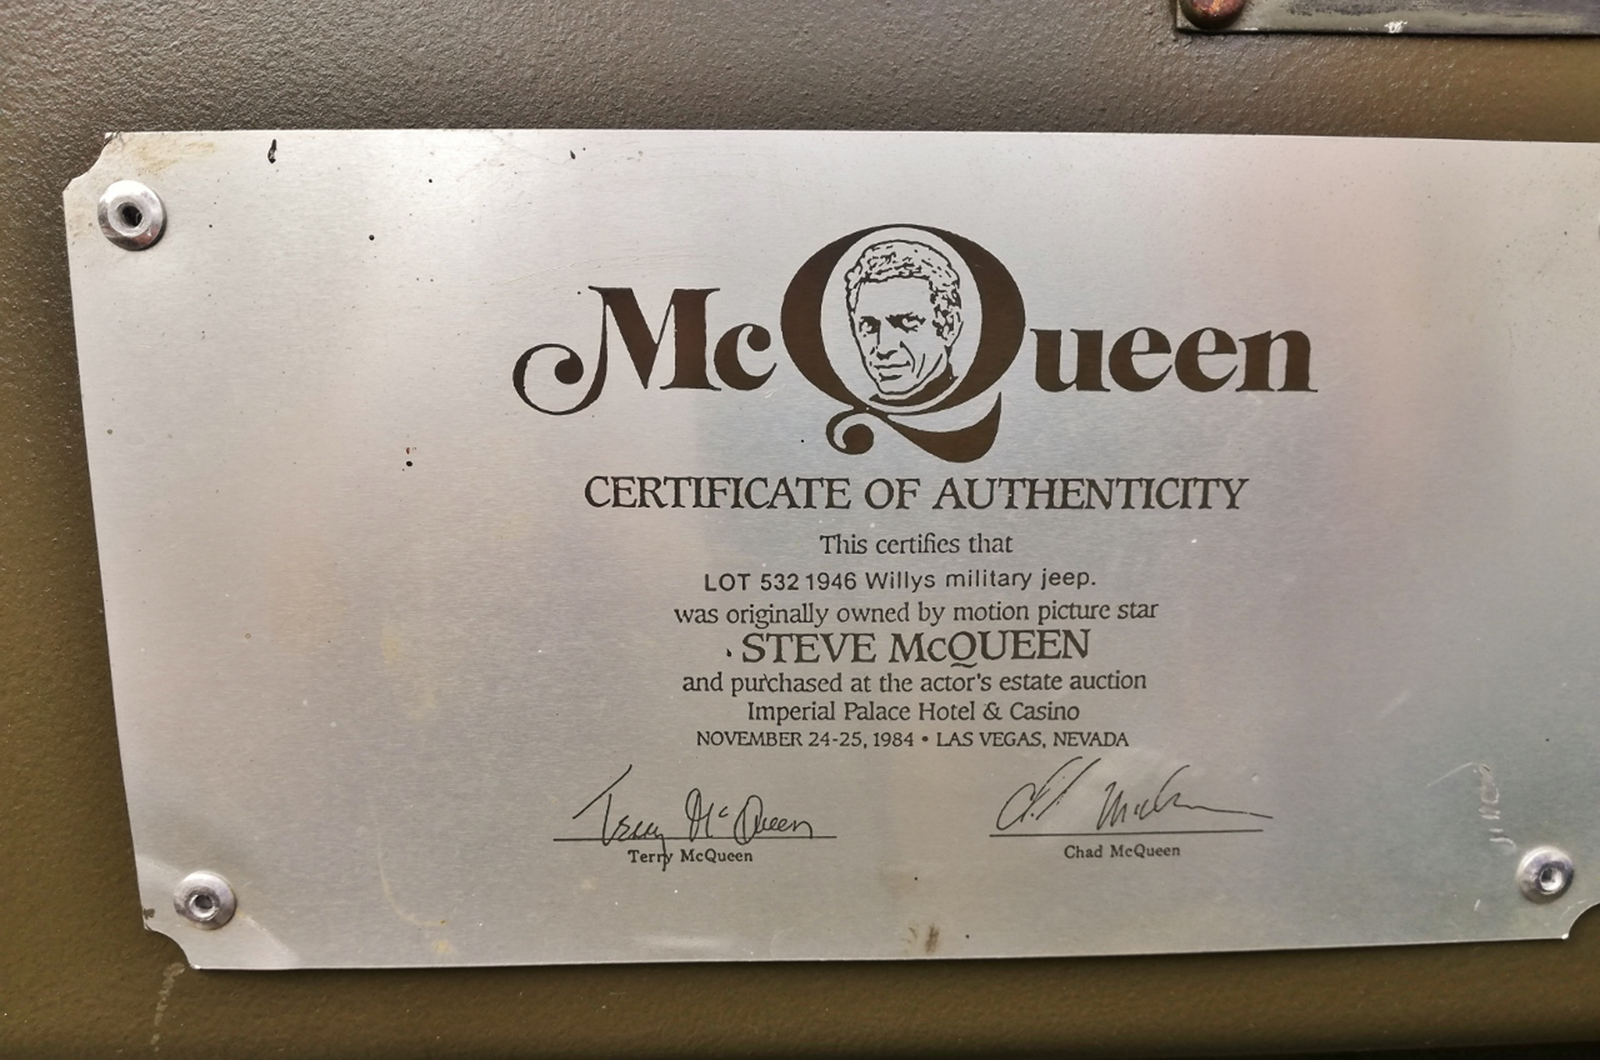 McQueen
CERTIFICATE OF AUTHENTICITY
This certifies that
LOT 532 1946 Willys military jeep.
was originally owned by motion picture star
STEVE McQUEEN
and purchased at the actor's estate auction
Imperial Palace Hotel & Casino
NOVEMBER 24-25, 1984 • LAS VEGAS, NEVADA
Terry McQueen
Terry McQueen
Chad McQueen